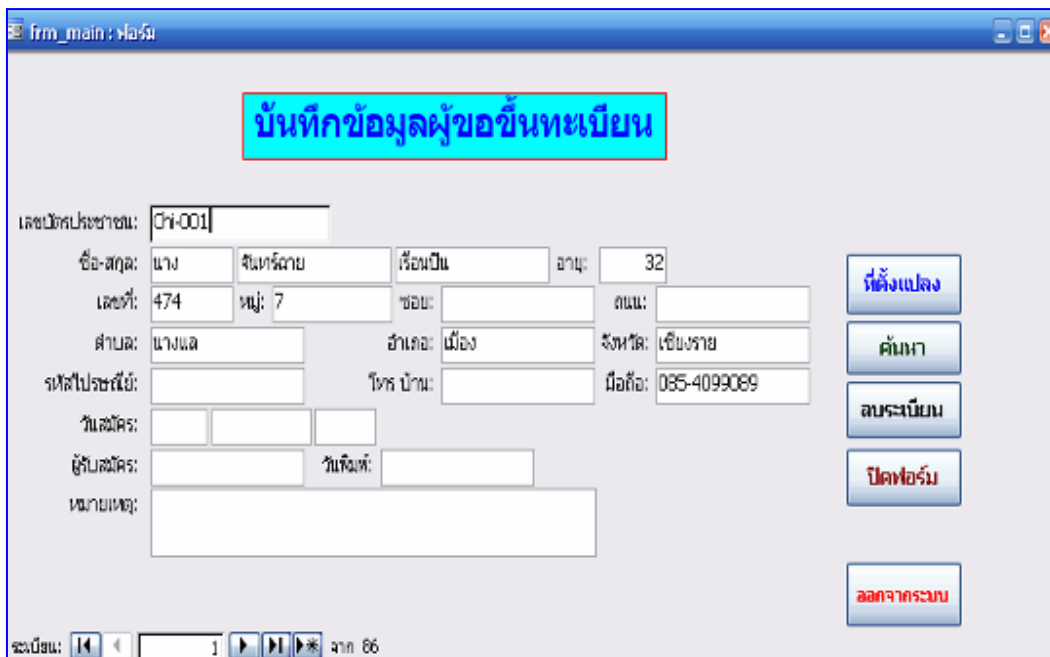 frm_main : ฟอร์ม
บันทึกข้อมูลผู้ขอขึ้นทะเบียน
เลขบัตรประชาชน: Chi-001
ชื่อ-สกุล: นาง จันทร์ฉาย เรือนปืน อายุ: 32
เลขที่: 474 หมู่: 7 ซอย: ถนน:
ตำบล: นางแล อำเภอ: เมือง จังหวัด: เชียงราย
รหัสไปรษณีย์: โทร บ้าน: มือถือ: 085-4099089
วันสมัคร:
ผู้รับสมัคร: วันพิมพ์:
หมายเหตุ:
ที่ตั้งแปลง
ค้นหา
ลบระเบียน
ปิดฟอร์ม
ออกจากระบบ
ระเบียน: 1 จาก 86